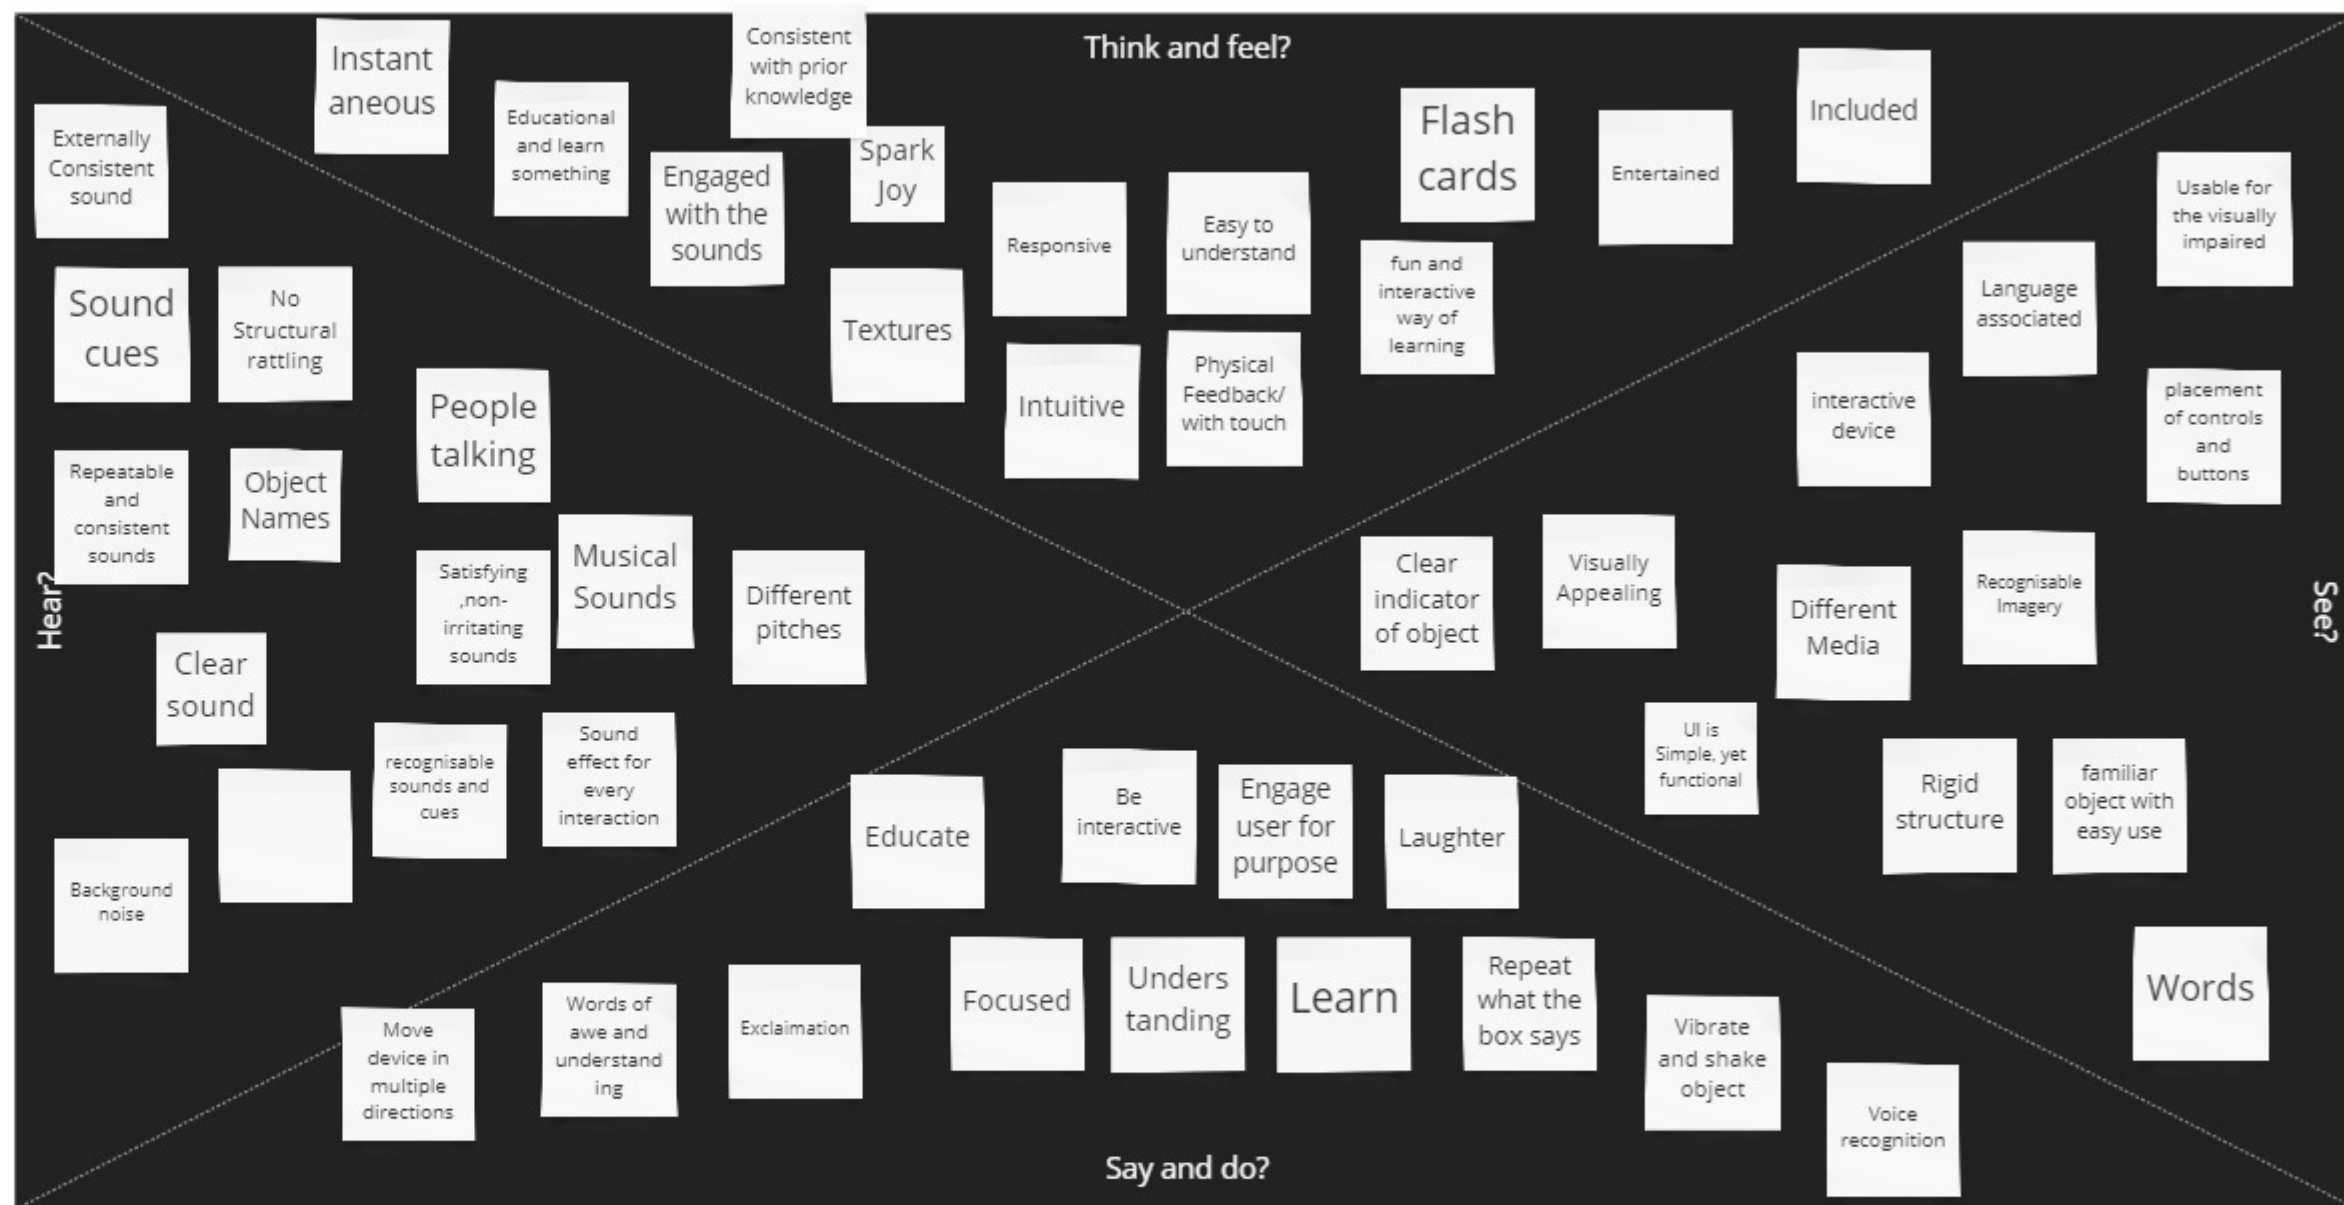 Think and feel?
Instant
aneous
Educational
and learn
something
Consistent
with prior
knowledge
Engaged
with the
sounds
Spark
Joy
Textures
Responsive
Easy to
understand
Intuitive
Physical
Feedback/
with touch
Flash
cards
fun and
interactive
way of
learning
Entertained
Included
Hear?
Externally
Consistent
sound
Sound
cues
No
Structural
rattling
People
talking
Repeatable
and
consistent
sounds
Object
Names
Satisfying
,non-
irritating
sounds
Musical
Sounds
Different
pitches
Clear
sound
recognisable
sounds and
cues
Sound
effect for
every
interaction
Background
noise
See?
Usable for
the visually
impaired
Language
associated
interactive
device
placement
of controls
and
buttons
Clear
indicator
of object
Visually
Appealing
Different
Media
Recognisable
Imagery
UI is
Simple, yet
functional
Rigid
structure
familiar
object with
easy use
Words
Educate
Be
interactive
Engage
user for
purpose
Laughter
Move
device in
multiple
directions
Words of
awe and
understand
ing
Exclaimation
Focused
Unders
tanding
Learn
Repeat
what the
box says
Vibrate
and shake
object
Voice
recognition
Say and do?